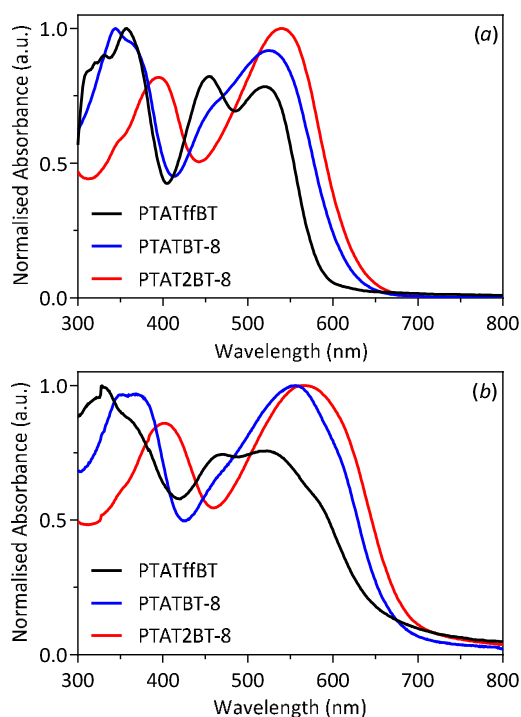 (a)
Normalised Absorbance (a.u.)
1.0
0.5
0.0
PTATffBT
PTATBT-8
PTAT2BT-8
300 400 500 600 700 800
Wavelength (nm)
(b)
Normalised Absorbance (a.u.)
1.0
0.5
0.0
PTATffBT
PTATBT-8
PTAT2BT-8
300 400 500 600 700 800
Wavelength (nm)